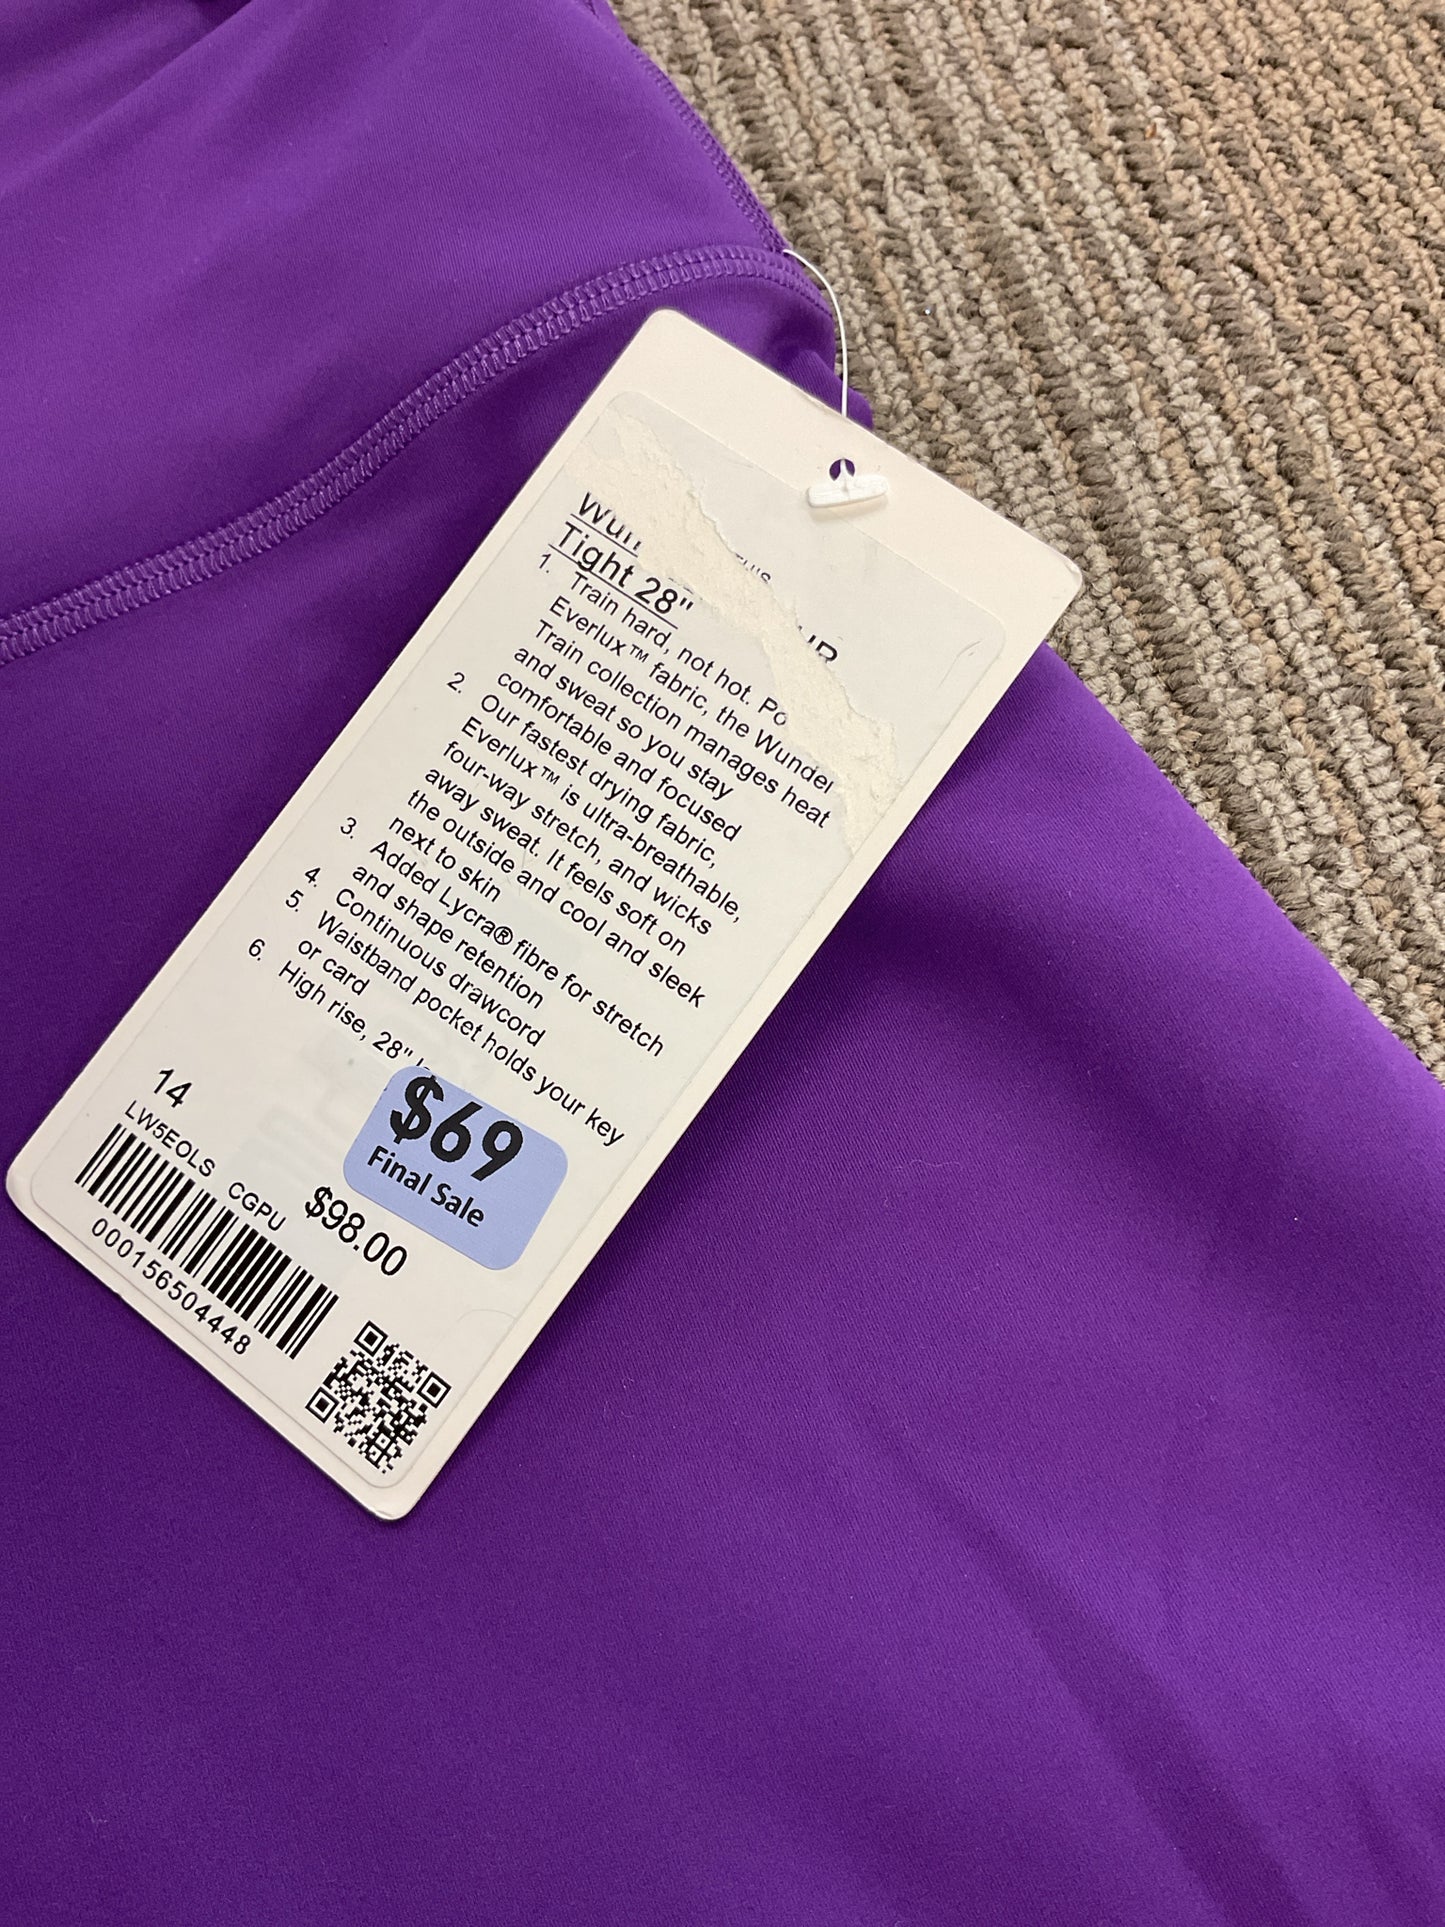 Tight 28"
1. Train hard, not hot.
Everlux™ fabric, the
Train collection manages heat
and sweat so you stay
comfortable and focused
2. Our fastest drying fabric,
Everlux™ is ultra-breathable,
four-way stretch, and wicks
away sweat. It feels soft on
the outside and cool and sleek
next to skin
3. Added Lycra® fibre for stretch
and shape retention
4. Continuous drawcord
5. Waistband pocket holds your key
or card
6. High rise, 28"
$69
Final Sale
14
LW5EOLS CGPU $98.00
000156504448